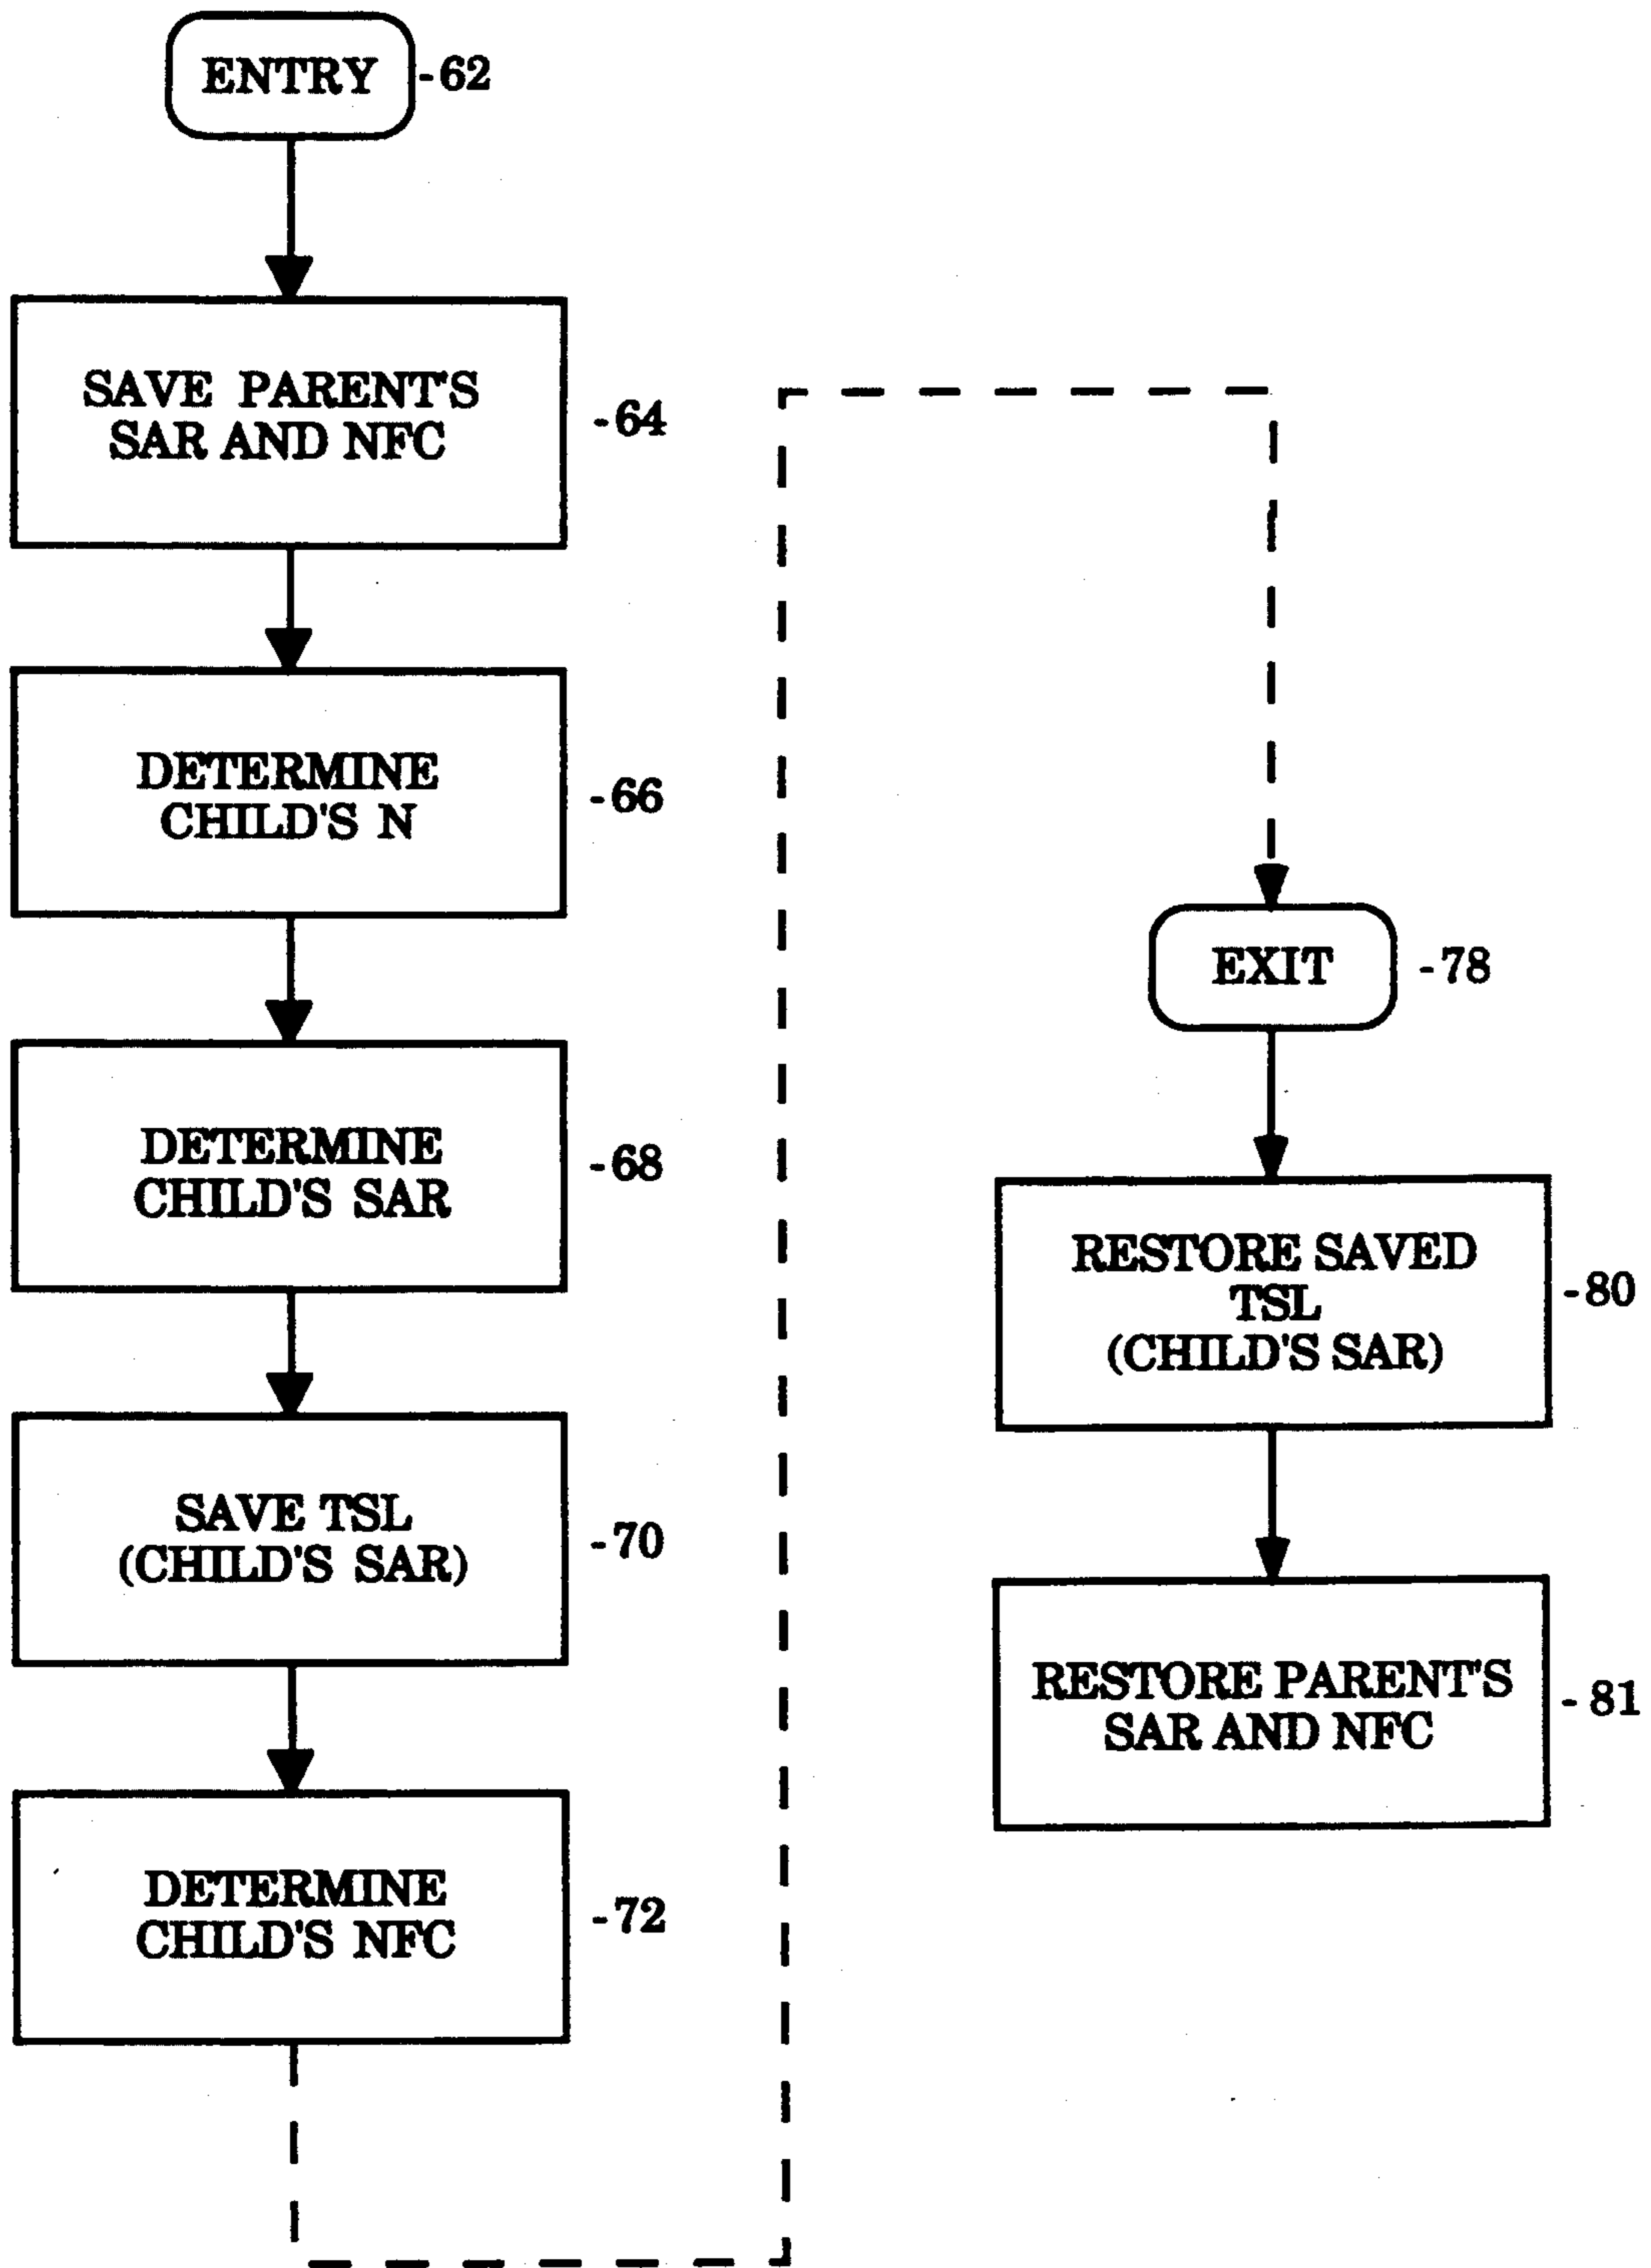 ENTRY -62
SAVE PARENT'S
SAR AND NFC
-64
DETERMINE
CHILD'S N
-66
DETERMINE
CHILD'S SAR
-68
SAVE TSL
(CHILD'S SAR)
-70
DETERMINE
CHILD'S NFC
-72
EXIT -78
RESTORE SAVED
TSL
(CHILD'S SAR)
-80
RESTORE PARENT'S
SAR AND NFC
-81